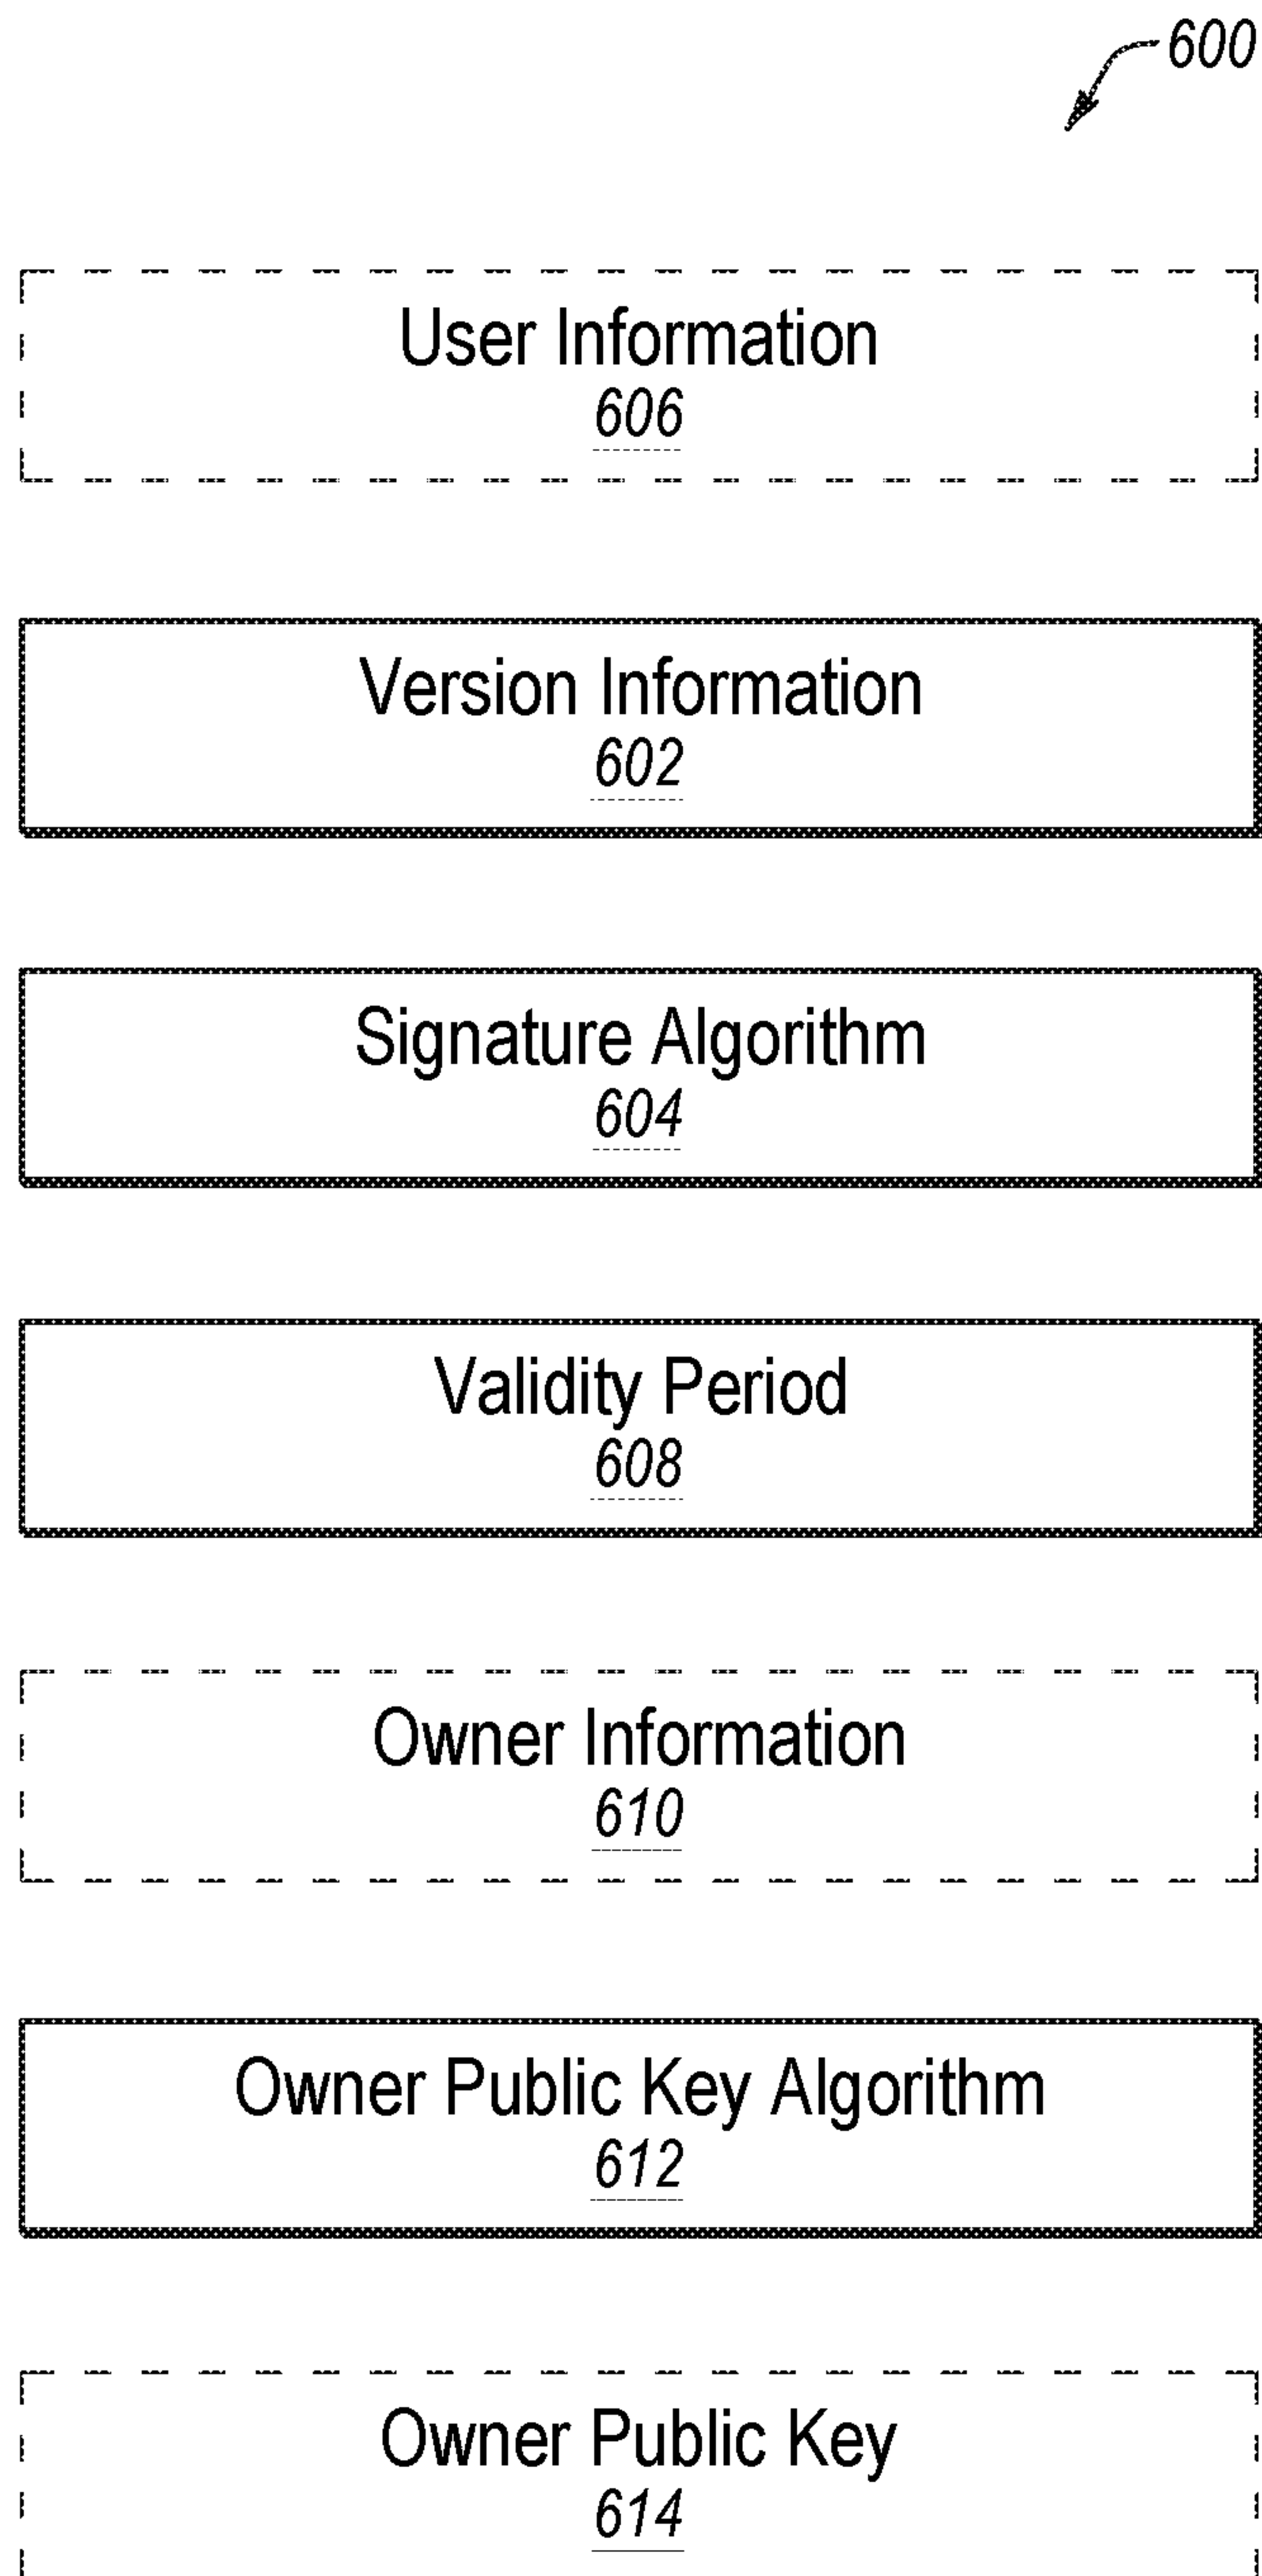 600
User Information
606
Version Information
602
Signature Algorithm
604
Validity Period
608
Owner Information
610
Owner Public Key Algorithm
612
Owner Public Key
614